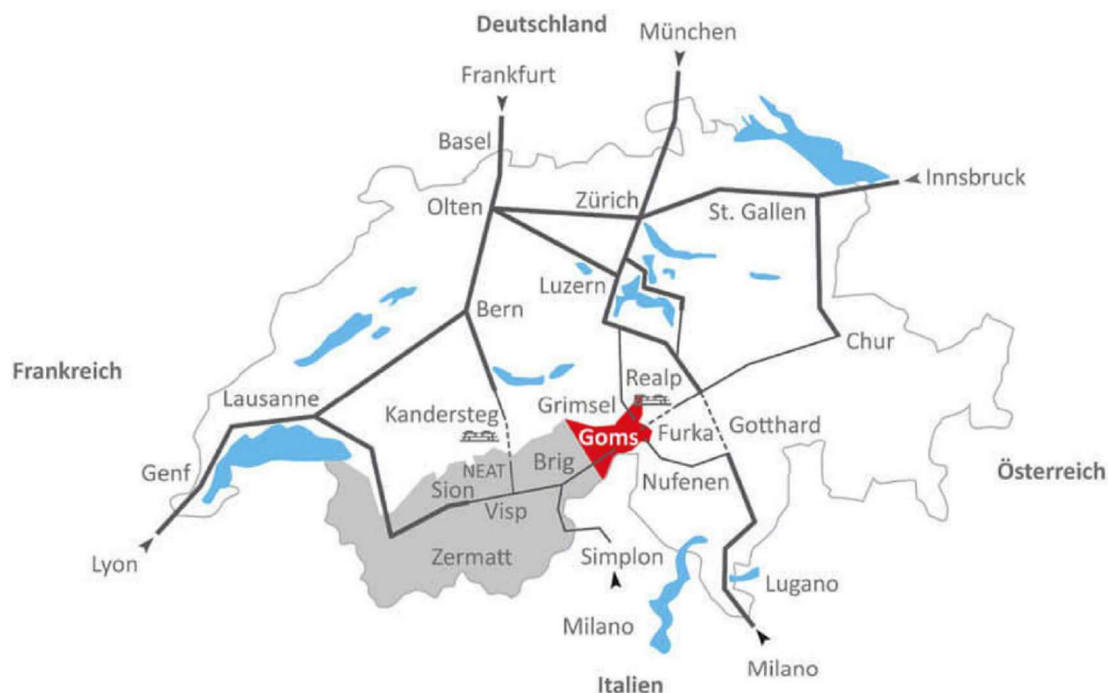 Deutschland
München
Frankfurt
Basel
Innsbruck
Olten
Zürich
St. Gallen
Luzern
Bern
Chur
Frankreich
Lausanne
Realp
Kandersteg
Grimsel
Goms
Furka
Gotthard
Genf
NEAT
Brig
Österreich
Sion
Nufenen
Visp
Zermatt
Simplon
Lyon
Lugano
Milano
Milano
Italien